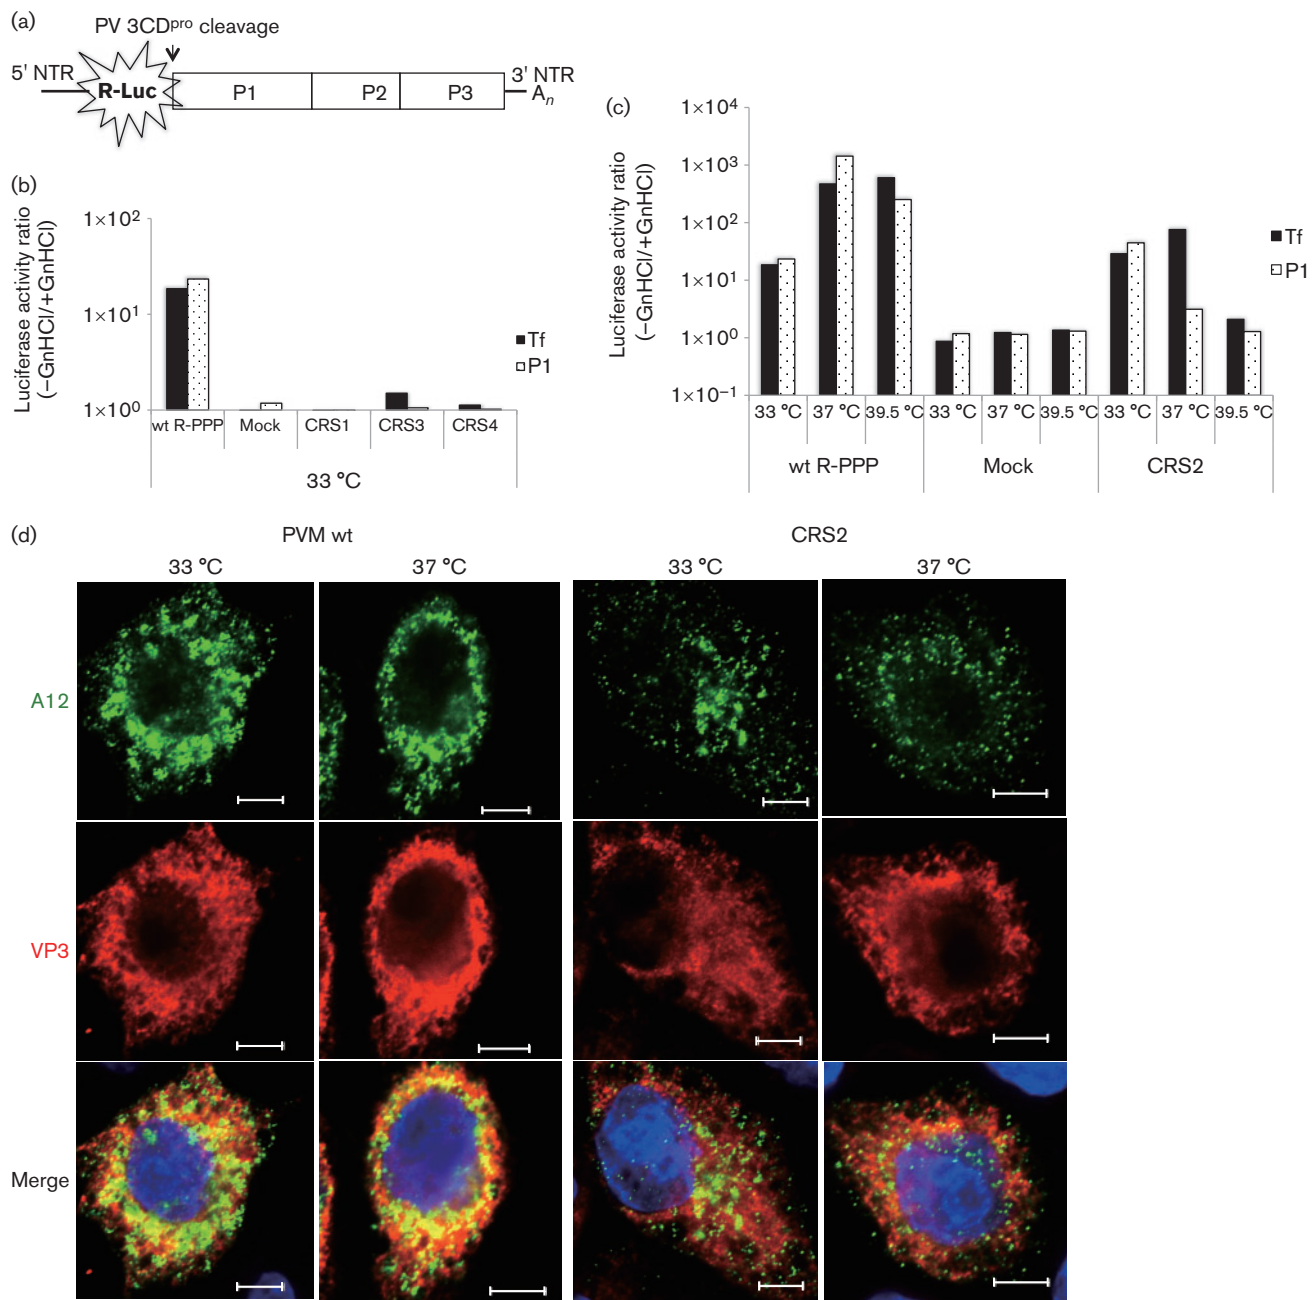 (a)
PV 3CDpro cleavage
5' NTR
R-Luc
P1
P2
P3
3' NTR
An
(b)
Luciferase activity ratio
(−GnHCl/+GnHCl)
1×10²
1×10¹
1×10⁰
wt R-PPP
Mock
CRS1
CRS3
CRS4
33 °C
Tf
P1
(c)
Luciferase activity ratio
(−GnHCl/+GnHCl)
1×10⁴
1×10³
1×10²
1×10¹
1×10⁰
1×10⁻¹
33 °C 37 °C 39.5 °C 33 °C 37 °C 39.5 °C 33 °C 37 °C 39.5 °C
wt R-PPP
Mock
CRS2
Tf
P1
(d)
PVM wt
CRS2
33 °C
37 °C
33 °C
37 °C
A12
VP3
Merge